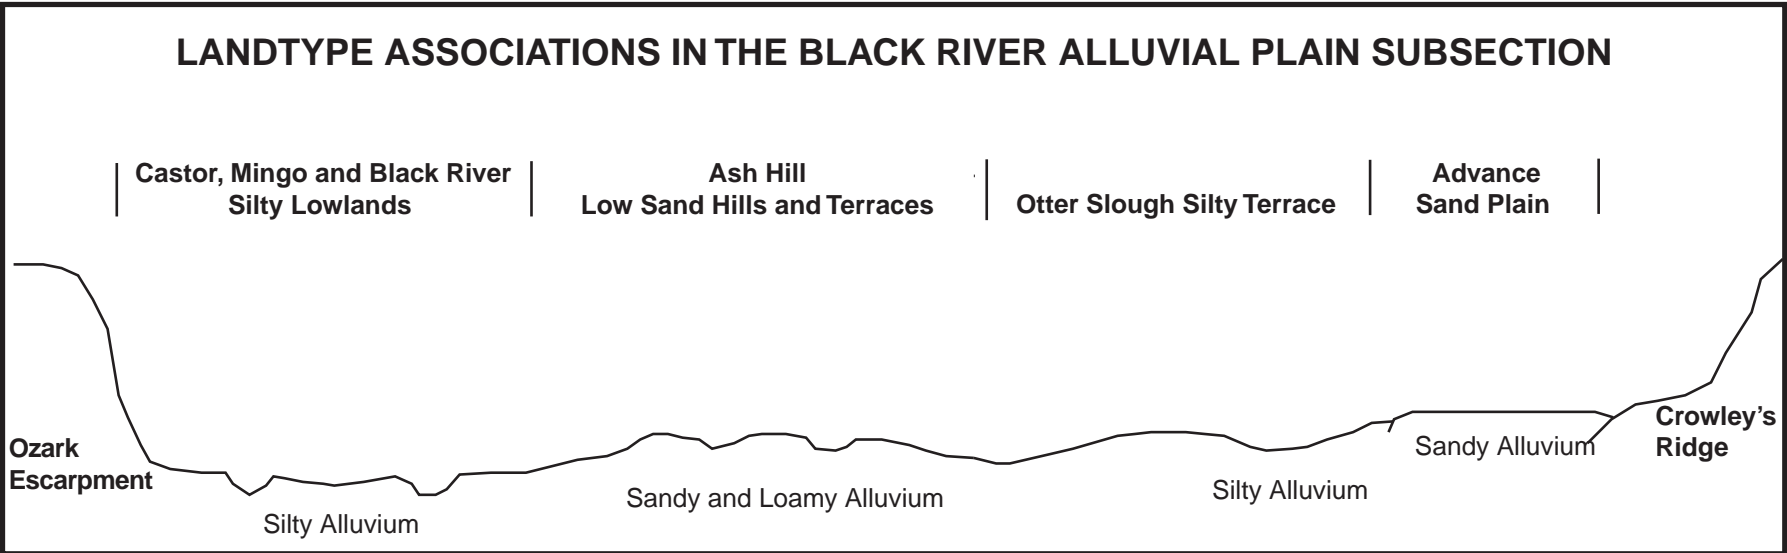 LANDTYPE ASSOCIATIONS IN THE BLACK RIVER ALLUVIAL PLAIN SUBSECTION
Castor, Mingo and Black River
Silty Lowlands
Ash Hill
Low Sand Hills and Terraces
Otter Slough Silty Terrace
Advance
Sand Plain
Ozark
Escarpment
Silty Alluvium
Sandy and Loamy Alluvium
Silty Alluvium
Sandy Alluvium
Crowley’s
Ridge